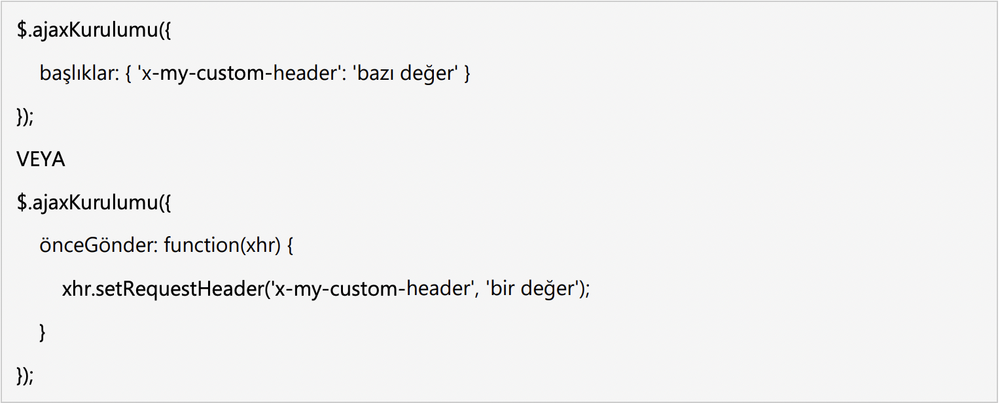 $.ajaxKurulumu({
başlıklar: { 'x-my-custom-header': 'bazı değer' }
});
VEYA
$.ajaxKurulumu({
önceGönder: function(xhr) {
xhr.setRequestHeader('x-my-custom-header', 'bir değer');
}
});